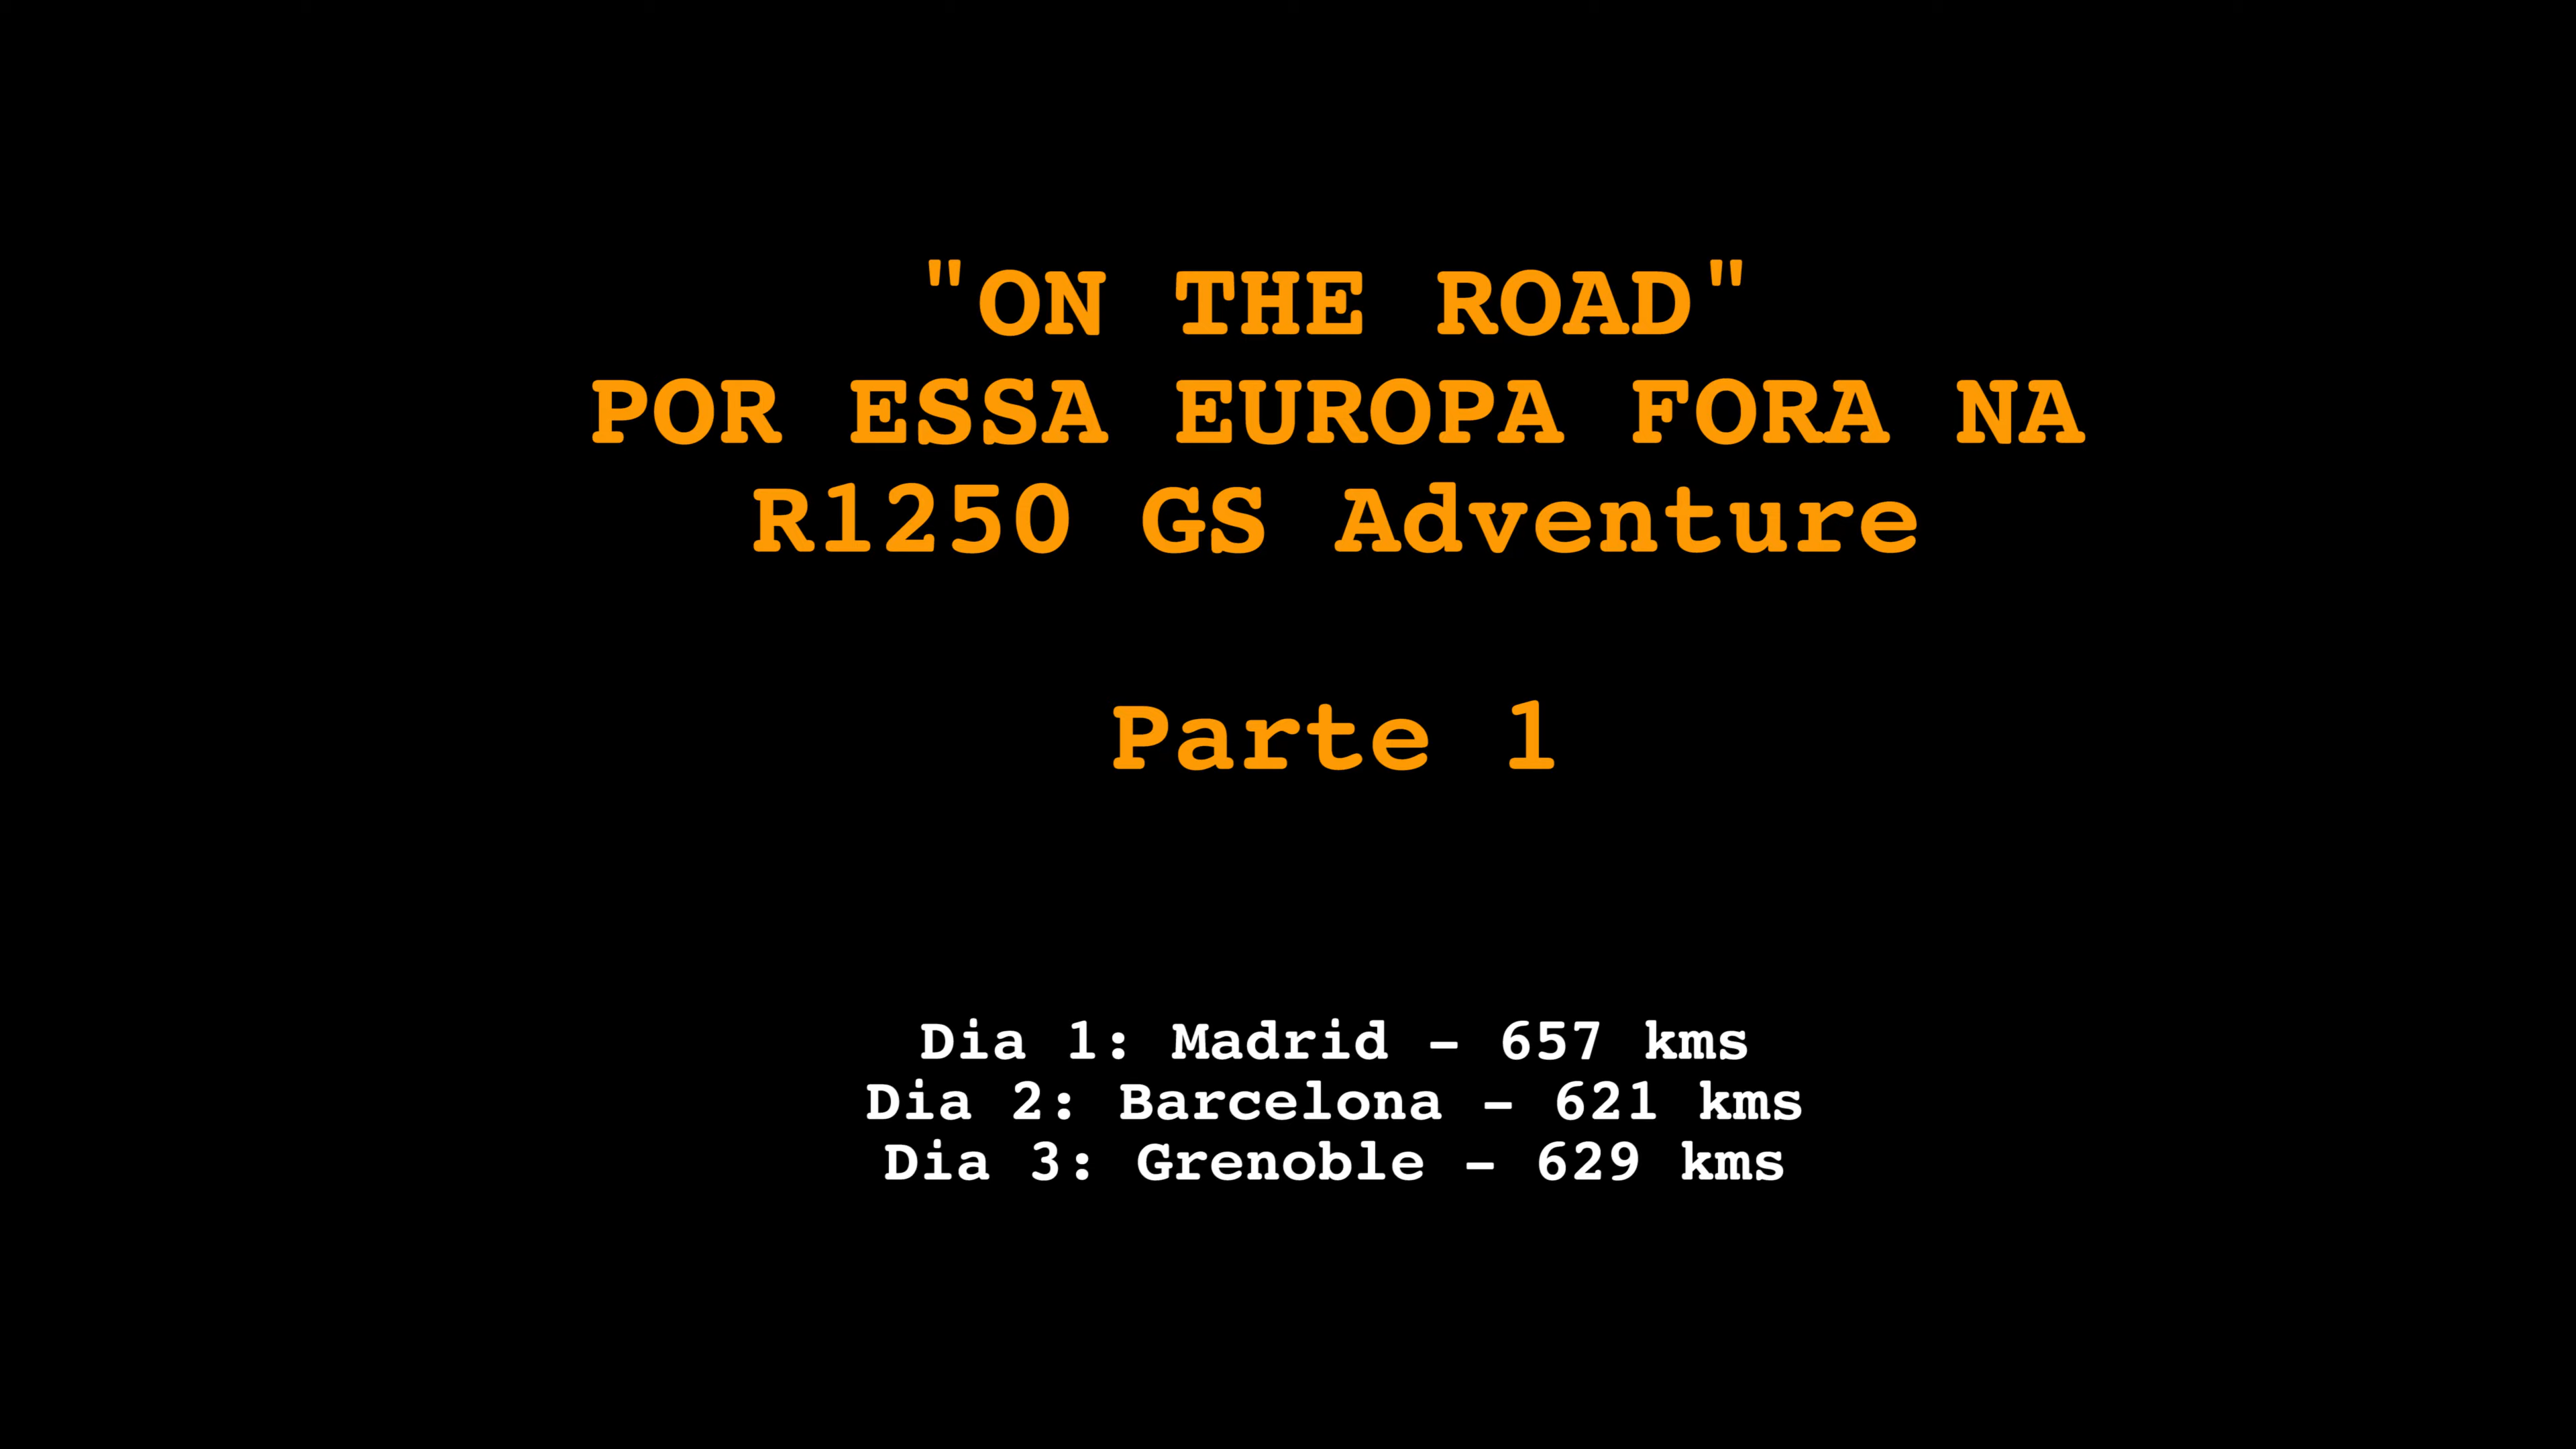 "ON THE ROAD"
POR ESSA EUROPA FORA NA
R1250 GS Adventure
Parte 1
Dia 1: Madrid – 657 kms
Dia 2: Barcelona – 621 kms
Dia 3: Grenoble – 629 kms